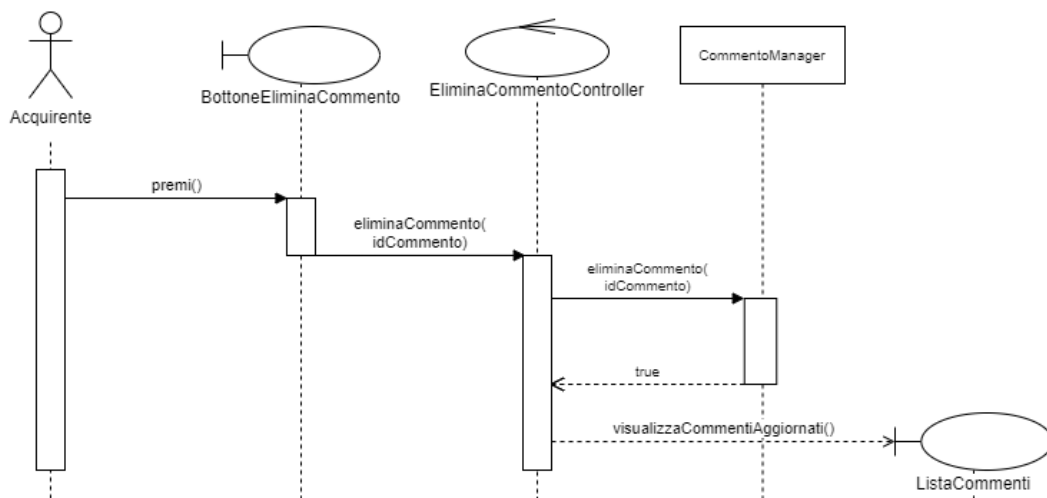 CommentoManager
Acquirente
BottoneEliminaCommento
EliminaCommentoController
premi()
eliminaCommento(
idCommento)
eliminaCommento(
idCommento)
true
visualizzaCommentiAggiornati()
ListaCommenti